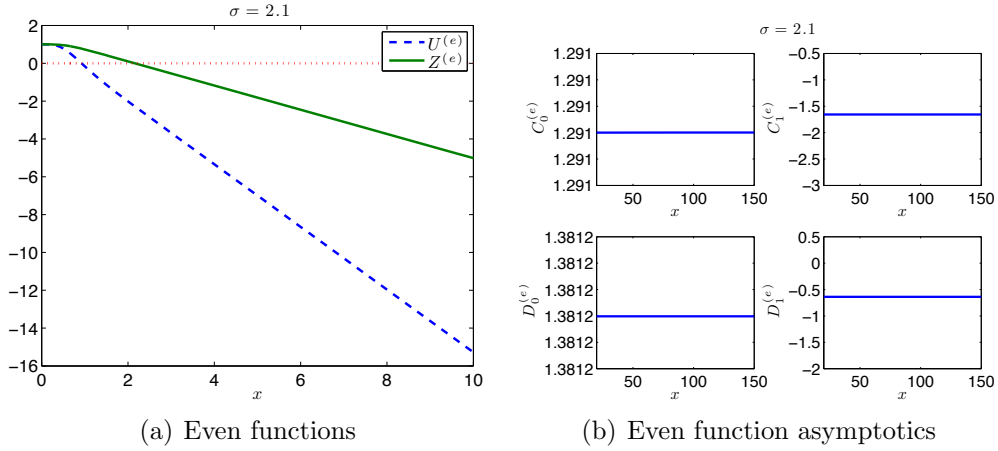 σ = 2.1
2
0
−2
−4
−6
−8
−10
−12
−14
−16
0 2 4 6 8 10
x
U^(e)
Z^(e)
(a) Even functions
σ = 2.1
1.291
1.291
1.291
1.291
1.291
1.291
C_0^(e)
50 100 150
x
−0.5
−1
−1.5
−2
−2.5
−3
C_1^(e)
50 100 150
x
1.3812
1.3812
1.3812
1.3812
1.3812
1.3812
D_0^(e)
50 100 150
x
0.5
0
−0.5
−1
−1.5
−2
D_1^(e)
50 100 150
x
(b) Even function asymptotics